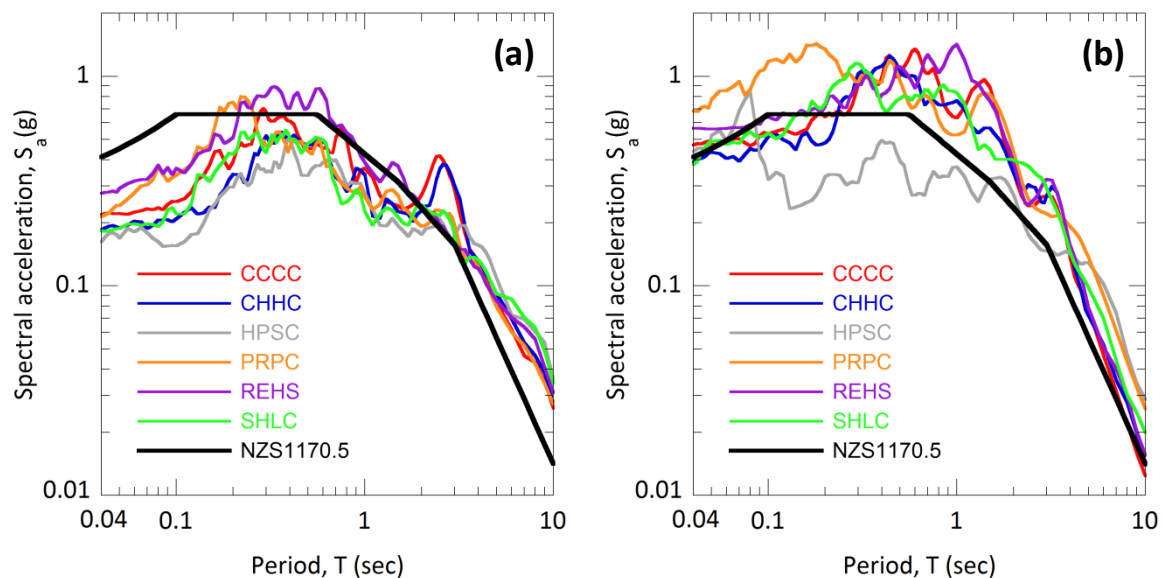 (a)
Spectral acceleration, Sa (g)
1
0.1
0.01
CCCC
CHHC
HPSC
PRPC
REHS
SHLC
NZS1170.5
0.04
0.1
1
10
Period, T (sec)
(b)
Spectral acceleration, Sa (g)
1
0.1
0.01
CCCC
CHHC
HPSC
PRPC
REHS
SHLC
NZS1170.5
0.04
0.1
1
10
Period, T (sec)